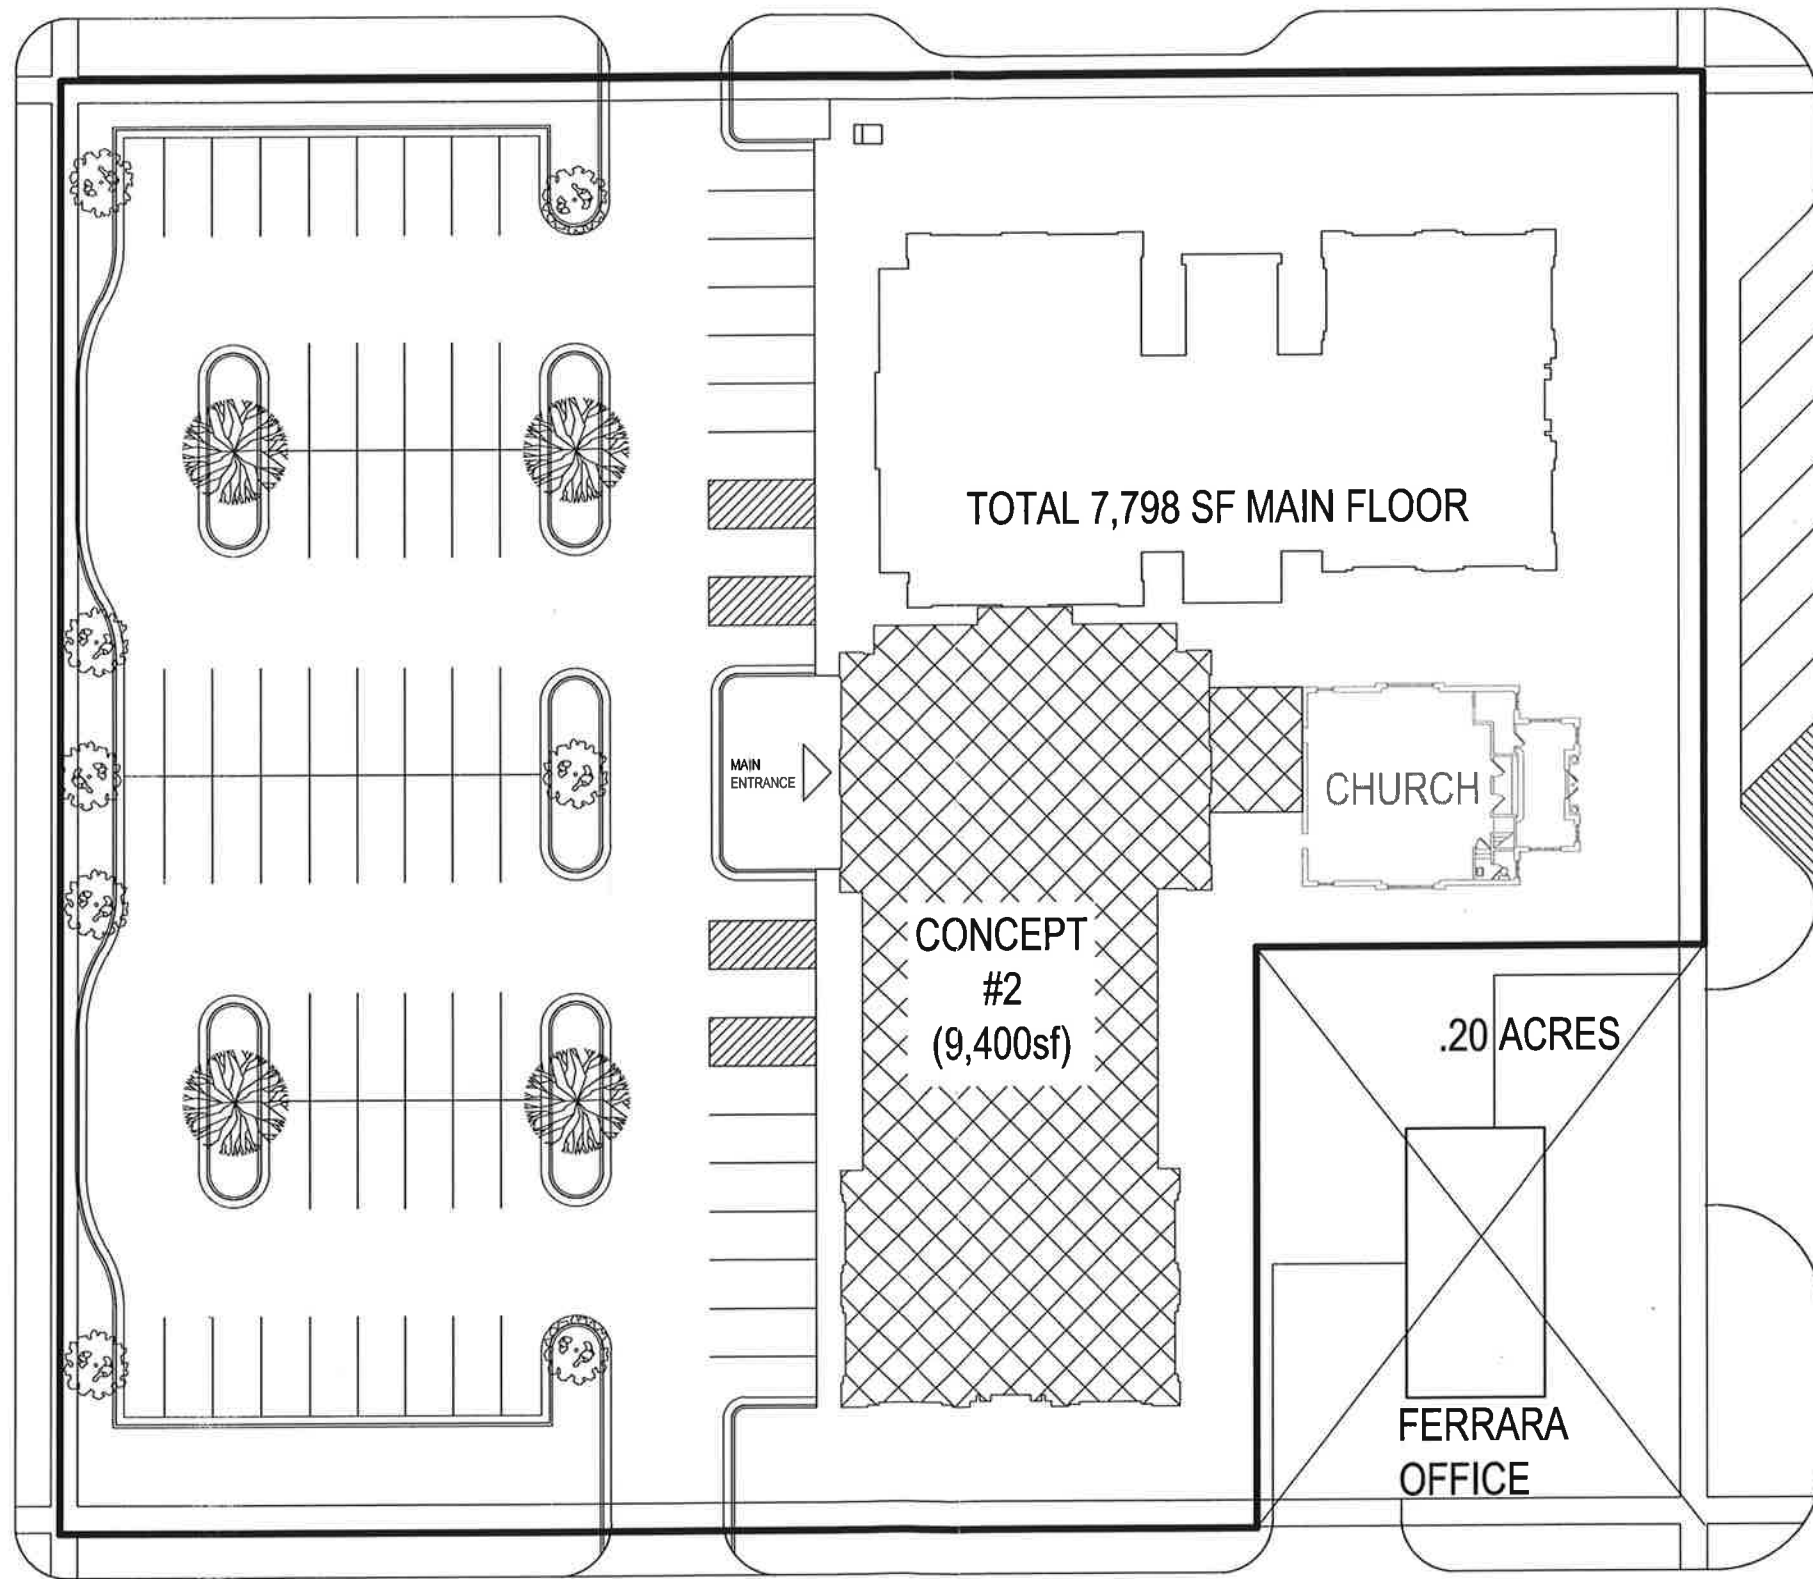 TOTAL 7,798 SF MAIN FLOOR
MAIN
ENTRANCE
CHURCH
CONCEPT
#2
(9,400sf)
.20 ACRES
FERRARA
OFFICE